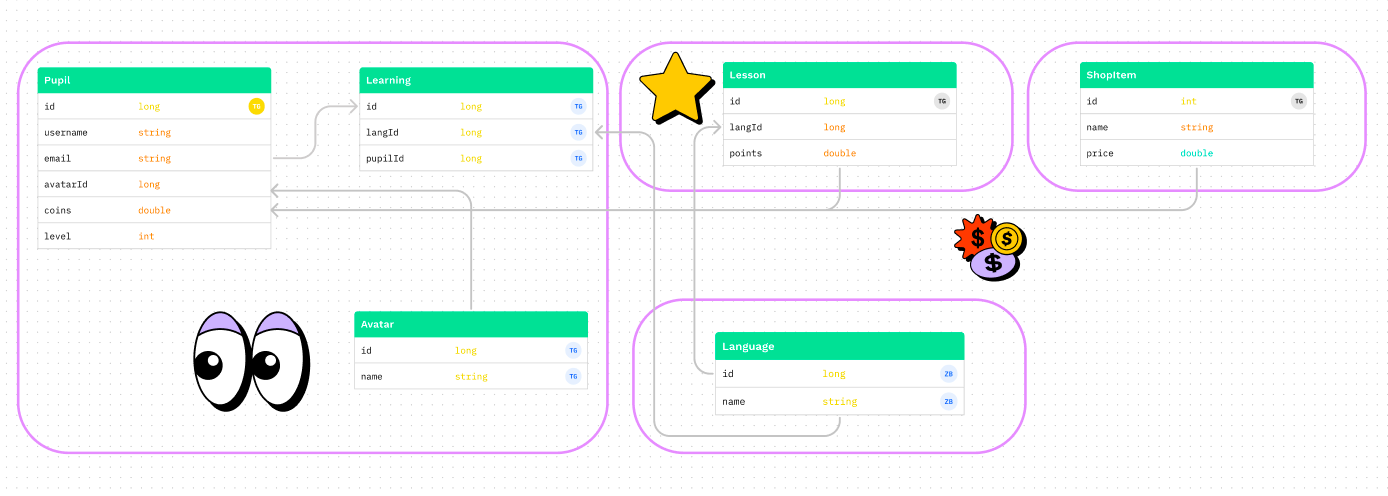 Pupil
id long TG
username string
email string
avatarId long
coins double
level int
Learning
id long TG
langId long TG
pupilId long TG
Lesson
id long TG
langId long
points double
ShopItem
id int TG
name string
price double
$ $
$
Avatar
id long TG
name string TG
Language
id long ZB
name string ZB